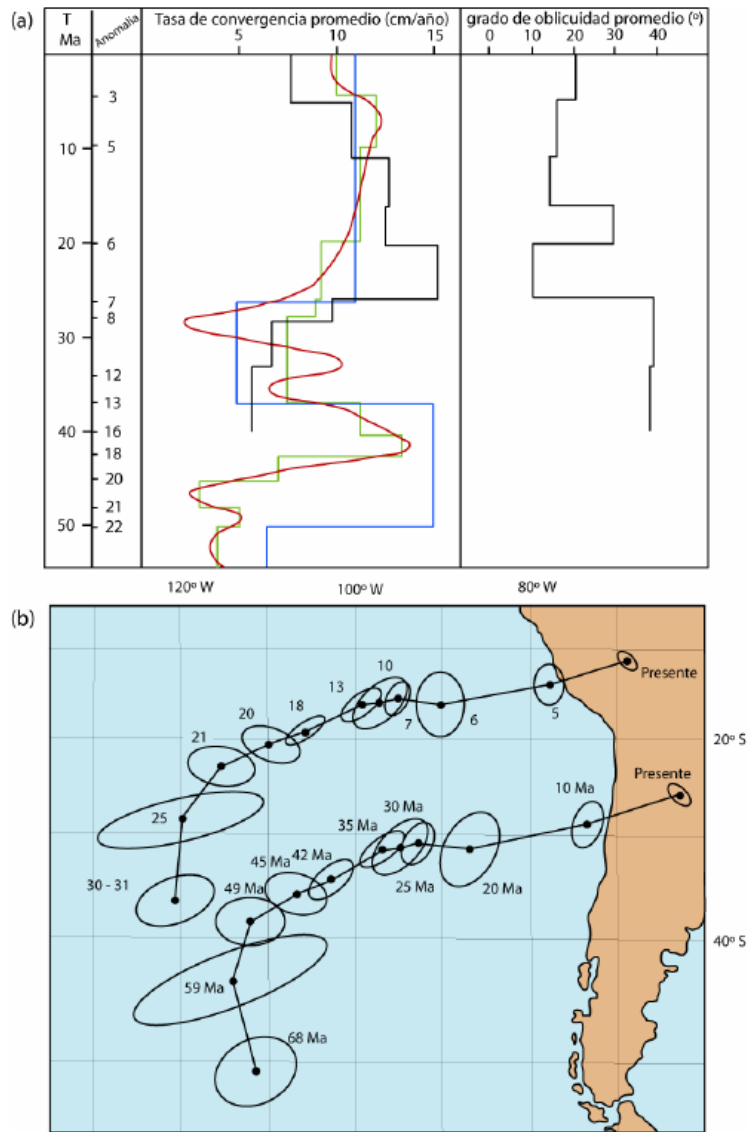 (a)
T
Ma
Anomalia
Tasa de convergencia promedio (cm/año)
5 10 15
grado de oblicuidad promedio (º)
0 10 20 30 40
3
10
5
20
6
7
8
30
12
13
40
16
18
20
21
50
22
120º W 100º W 80º W
(b)
Presente
10
13
5
7
6
18
20
21
20º S
Presente
10 Ma
25
30 Ma
35 Ma
42 Ma
45 Ma
25 Ma
20 Ma
30 - 31
49 Ma
40º S
59 Ma
68 Ma